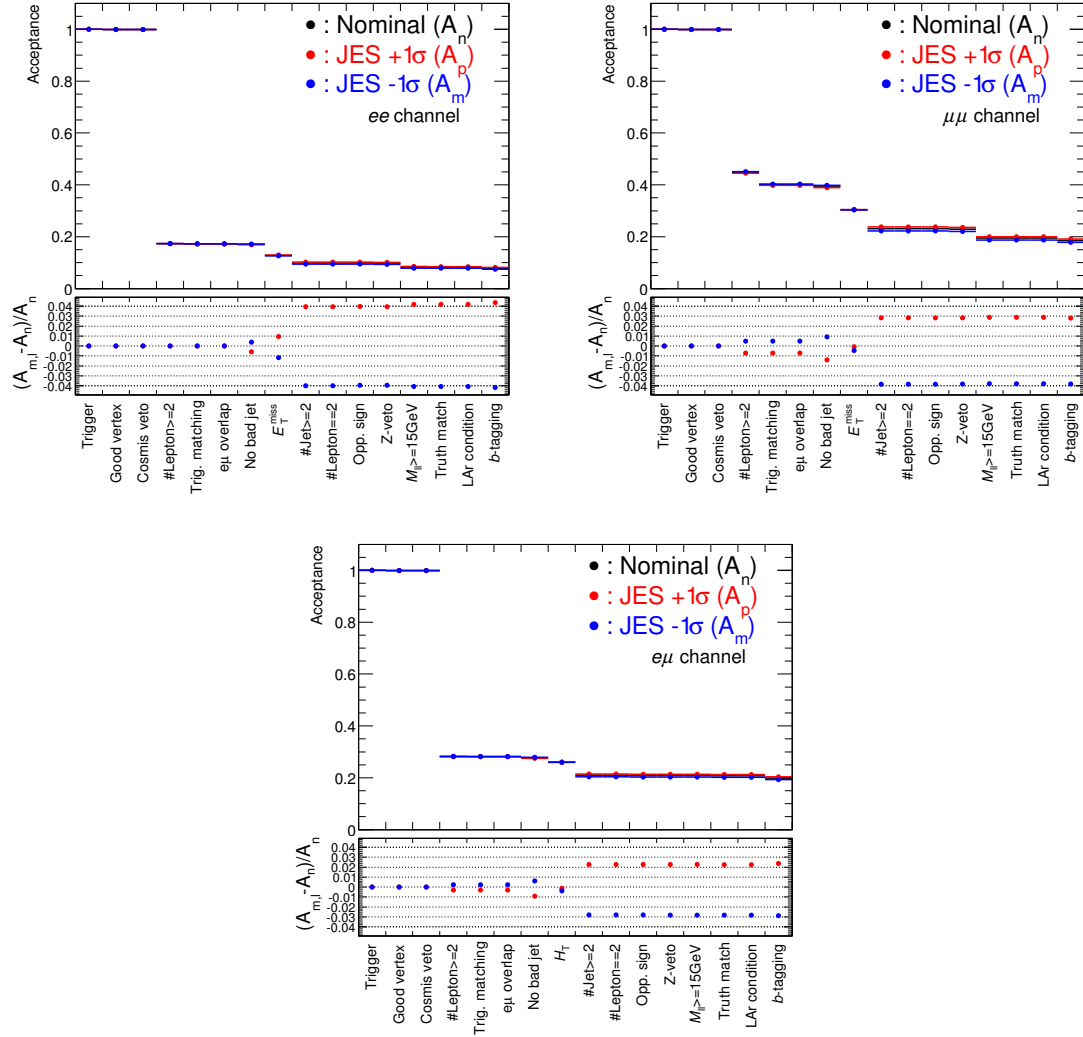 Acceptance
1
0.8
0.6
0.4
0.2
0
: Nominal (A_n)
: JES +1σ (A_p)
: JES -1σ (A_m)
ee channel
(A_m,l -A_n)/A_n
0.04
0.03
0.02
0.01
0
-0.01
-0.02
-0.03
-0.04
Trigger
Good vertex
Cosmis veto
#Lepton>=2
Trig. matching
eμ overlap
No bad jet
E_T^miss
#Jet>=2
#Lepton==2
Opp. sign
Z-veto
M_ll>=15GeV
Truth match
LAr condition
b-tagging
Acceptance
1
0.8
0.6
0.4
0.2
0
: Nominal (A_n)
: JES +1σ (A_p)
: JES -1σ (A_m)
μμ channel
(A_m,l -A_n)/A_n
0.04
0.03
0.02
0.01
0
-0.01
-0.02
-0.03
-0.04
Trigger
Good vertex
Cosmis veto
#Lepton>=2
Trig. matching
eμ overlap
No bad jet
E_T^miss
#Jet>=2
#Lepton==2
Opp. sign
Z-veto
M_ll>=15GeV
Truth match
LAr condition
b-tagging
Acceptance
1
0.8
0.6
0.4
0.2
0
: Nominal (A_n)
: JES +1σ (A_p)
: JES -1σ (A_m)
eμ channel
(A_m,l -A_n)/A_n
0.04
0.03
0.02
0.01
0
-0.01
-0.02
-0.03
-0.04
Trigger
Good vertex
Cosmis veto
#Lepton>=2
Trig. matching
eμ overlap
No bad jet
H_T
#Jet>=2
#Lepton==2
Opp. sign
Z-veto
M_ll>=15GeV
Truth match
LAr condition
b-tagging